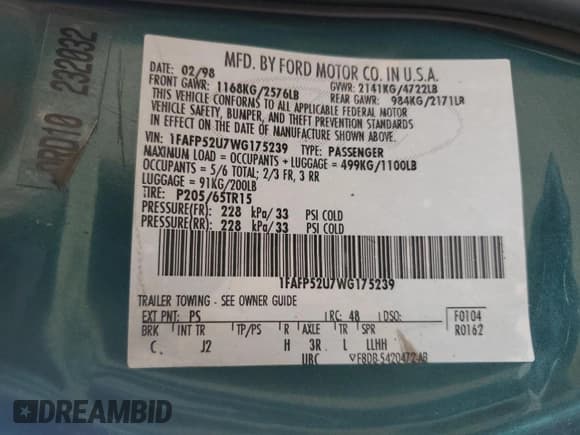 MFD. BY FORD MOTOR CO. IN U.S.A.
DATE: 02/98 GVWR: 2141KG/4722LB
FRONT GAWR: 1168KG/2576LB REAR GAWR: 984KG/2171LB
THIS VEHICLE CONFORMS TO ALL APPLICABLE FEDERAL MOTOR
VEHICLE SAFETY, BUMPER, AND THEFT PREVENTION STANDARDS
IN EFFECT ON THE DATE OF MANUFACTURE SHOWN ABOVE.
VIN: 1FAFP52U7WG175239 TYPE: PASSENGER
MAXIMUM LOAD = OCCUPANTS + LUGGAGE = 499KG/1100LB
OCCUPANTS = 5/6 TOTAL; 2/3 FR, 3 RR
LUGGAGE = 91KG/200LB
TIRE: P205/65TR15
PRESSURE(FR): 228 kPa/33 PSI COLD
PRESSURE(RR): 228 kPa/33 PSI COLD
1FAFP52U7WG175239
TRAILER TOWING - SEE OWNER GUIDE
EXT PNT: PS RC: 48 DSO: F0104
BRK INT TR TP/PS R AXLE TR SPR R0162
C. J2 H 3R L LLHH
UBC F8DB-5420472-AB
232032
DREAMBID